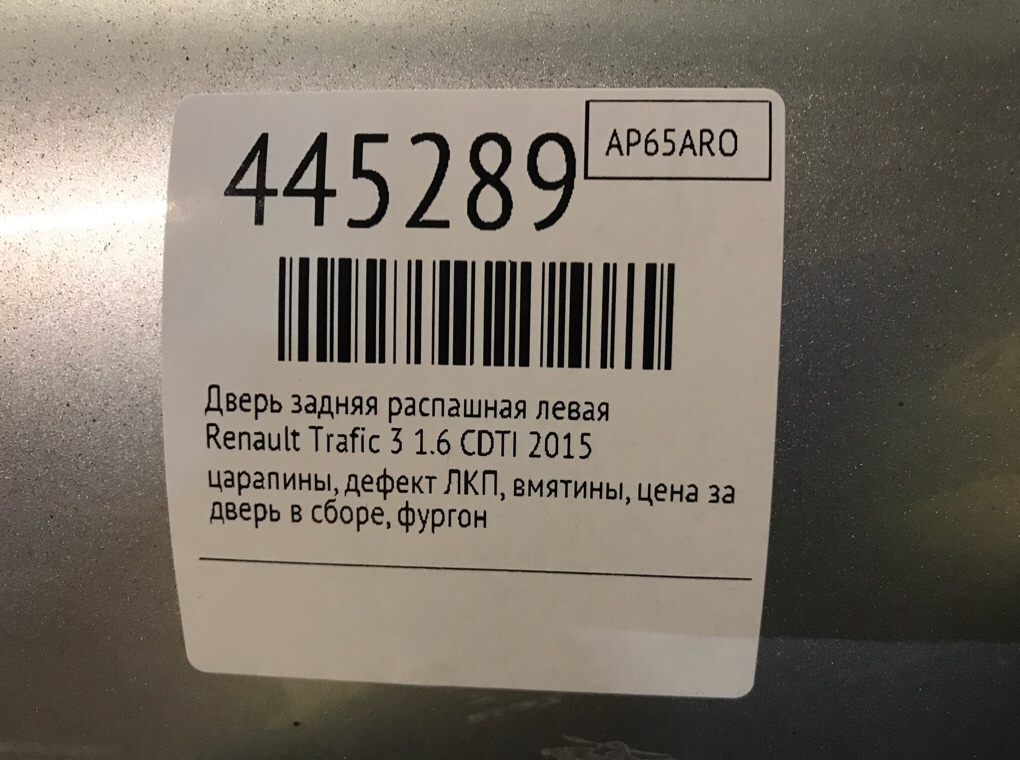 445289
AP65ARO
Дверь задняя распашная левая
Renault Trafic 3 1.6 CDTI 2015
царапины, дефект ЛКП, вмятины, цена за
дверь в сборе, фургон